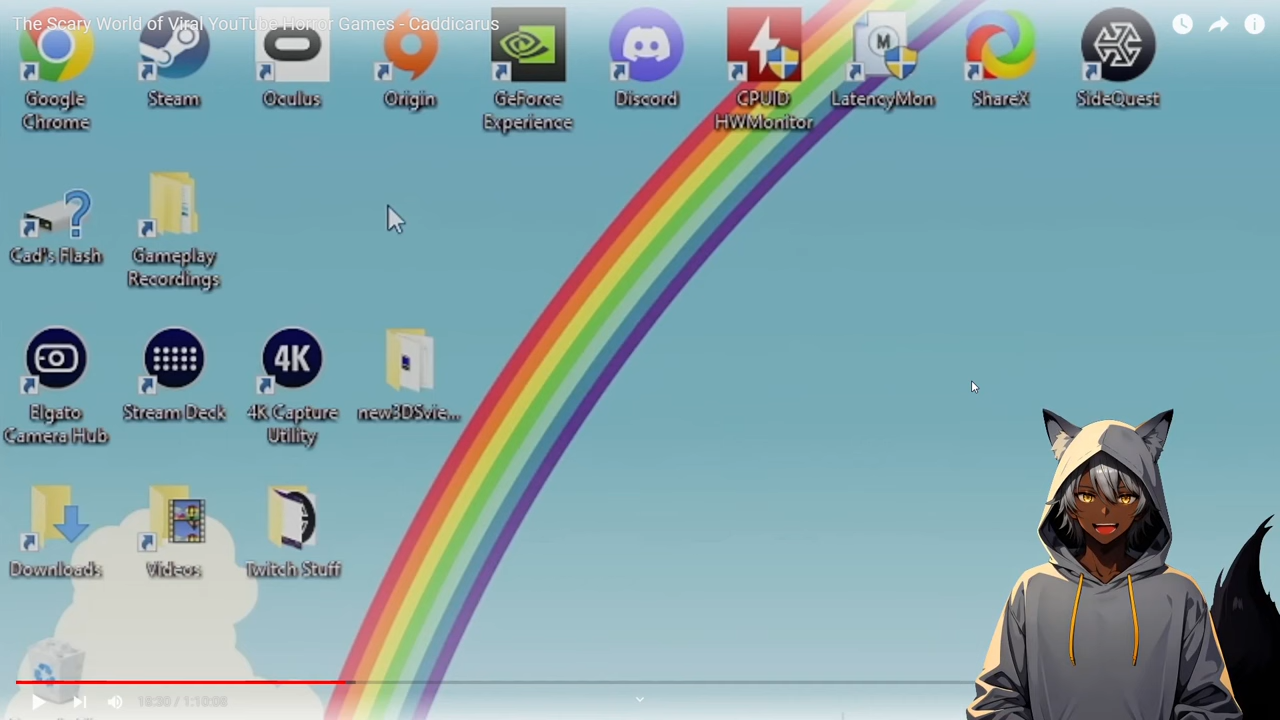 The Scary World of Viral YouTube Horror Games - Caddicarus
Google
Chrome
Steam
Oculus
Origin
GeForce
Experience
Discord
CPUID
HWMonitor
LatencyMon
M
ShareX
SideQuest
Cad's Flash
Gameplay
Recordings
Elgato
Camera Hub
Stream Deck
4K
4K Capture
Utility
new3DSvie...
Downloads
Videos
Twitch Stuff